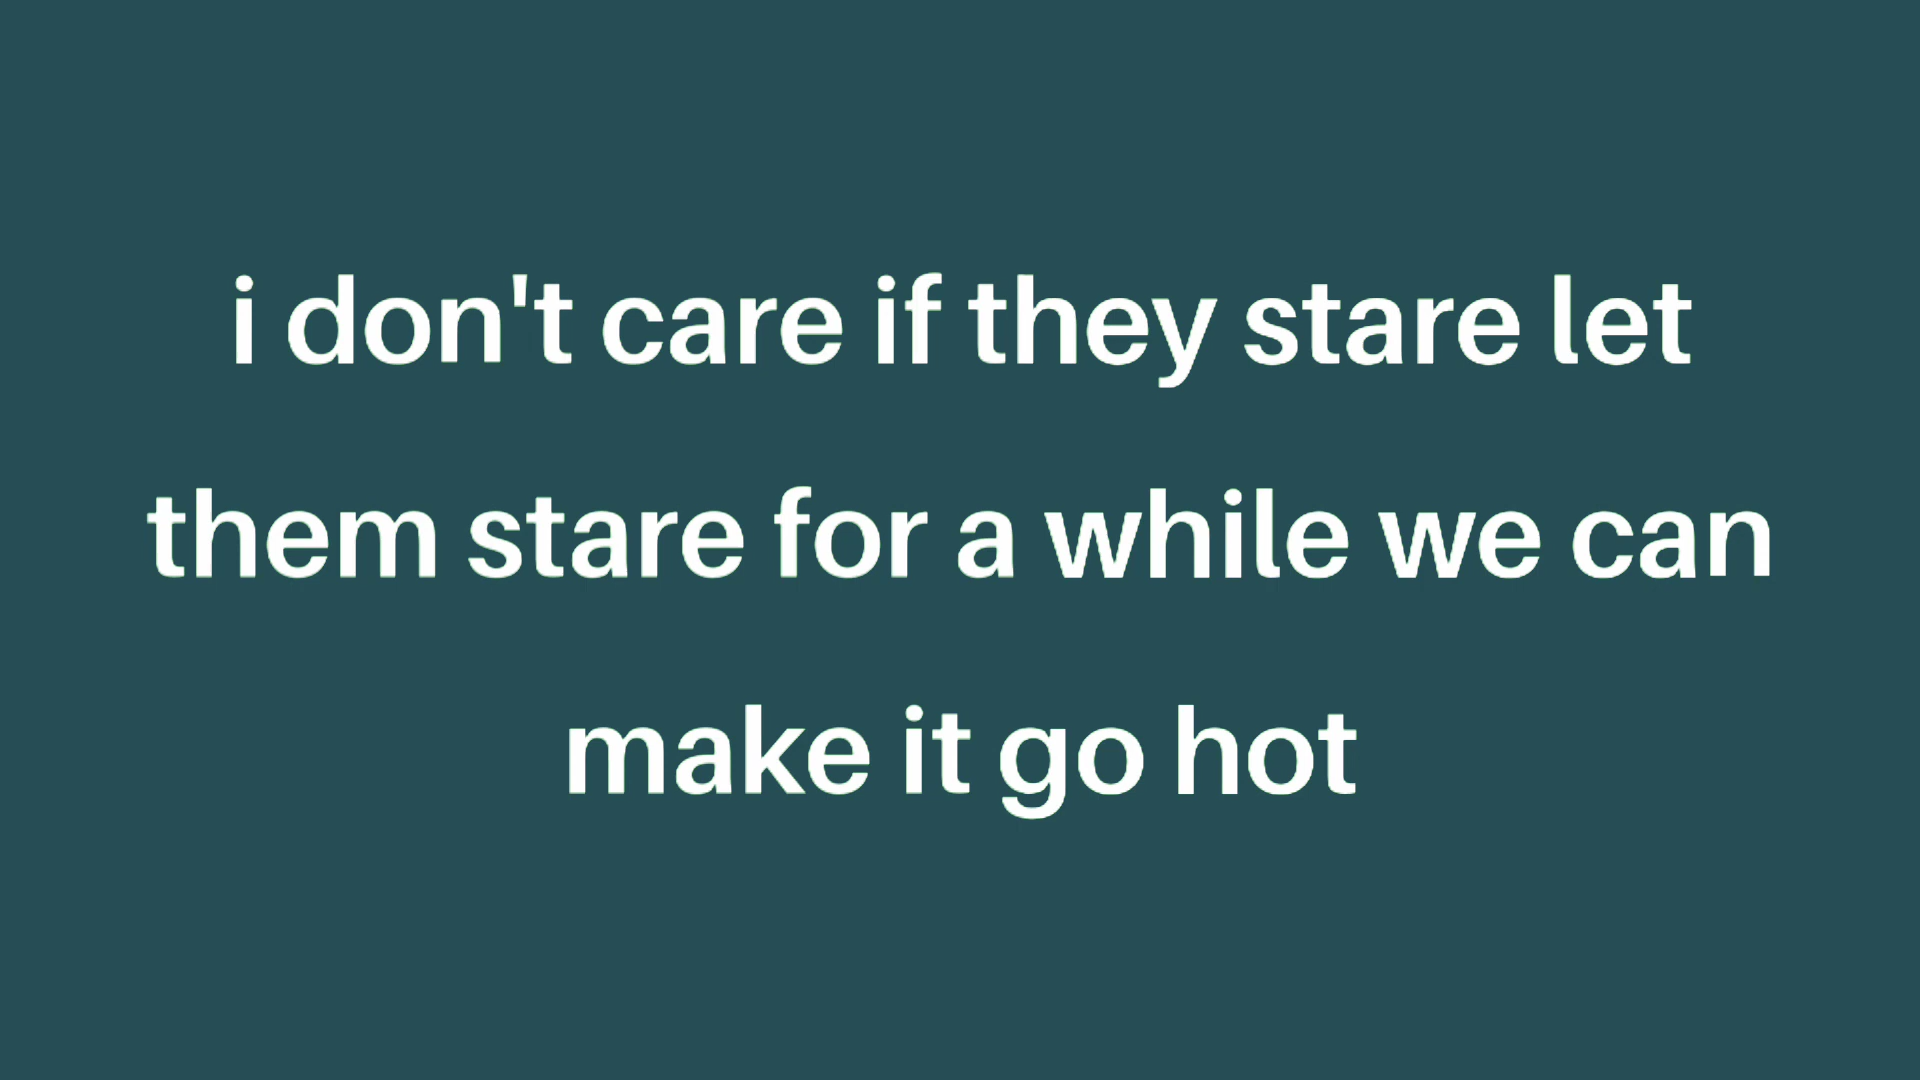 i don't care if they stare let
them stare for a while we can
make it go hot